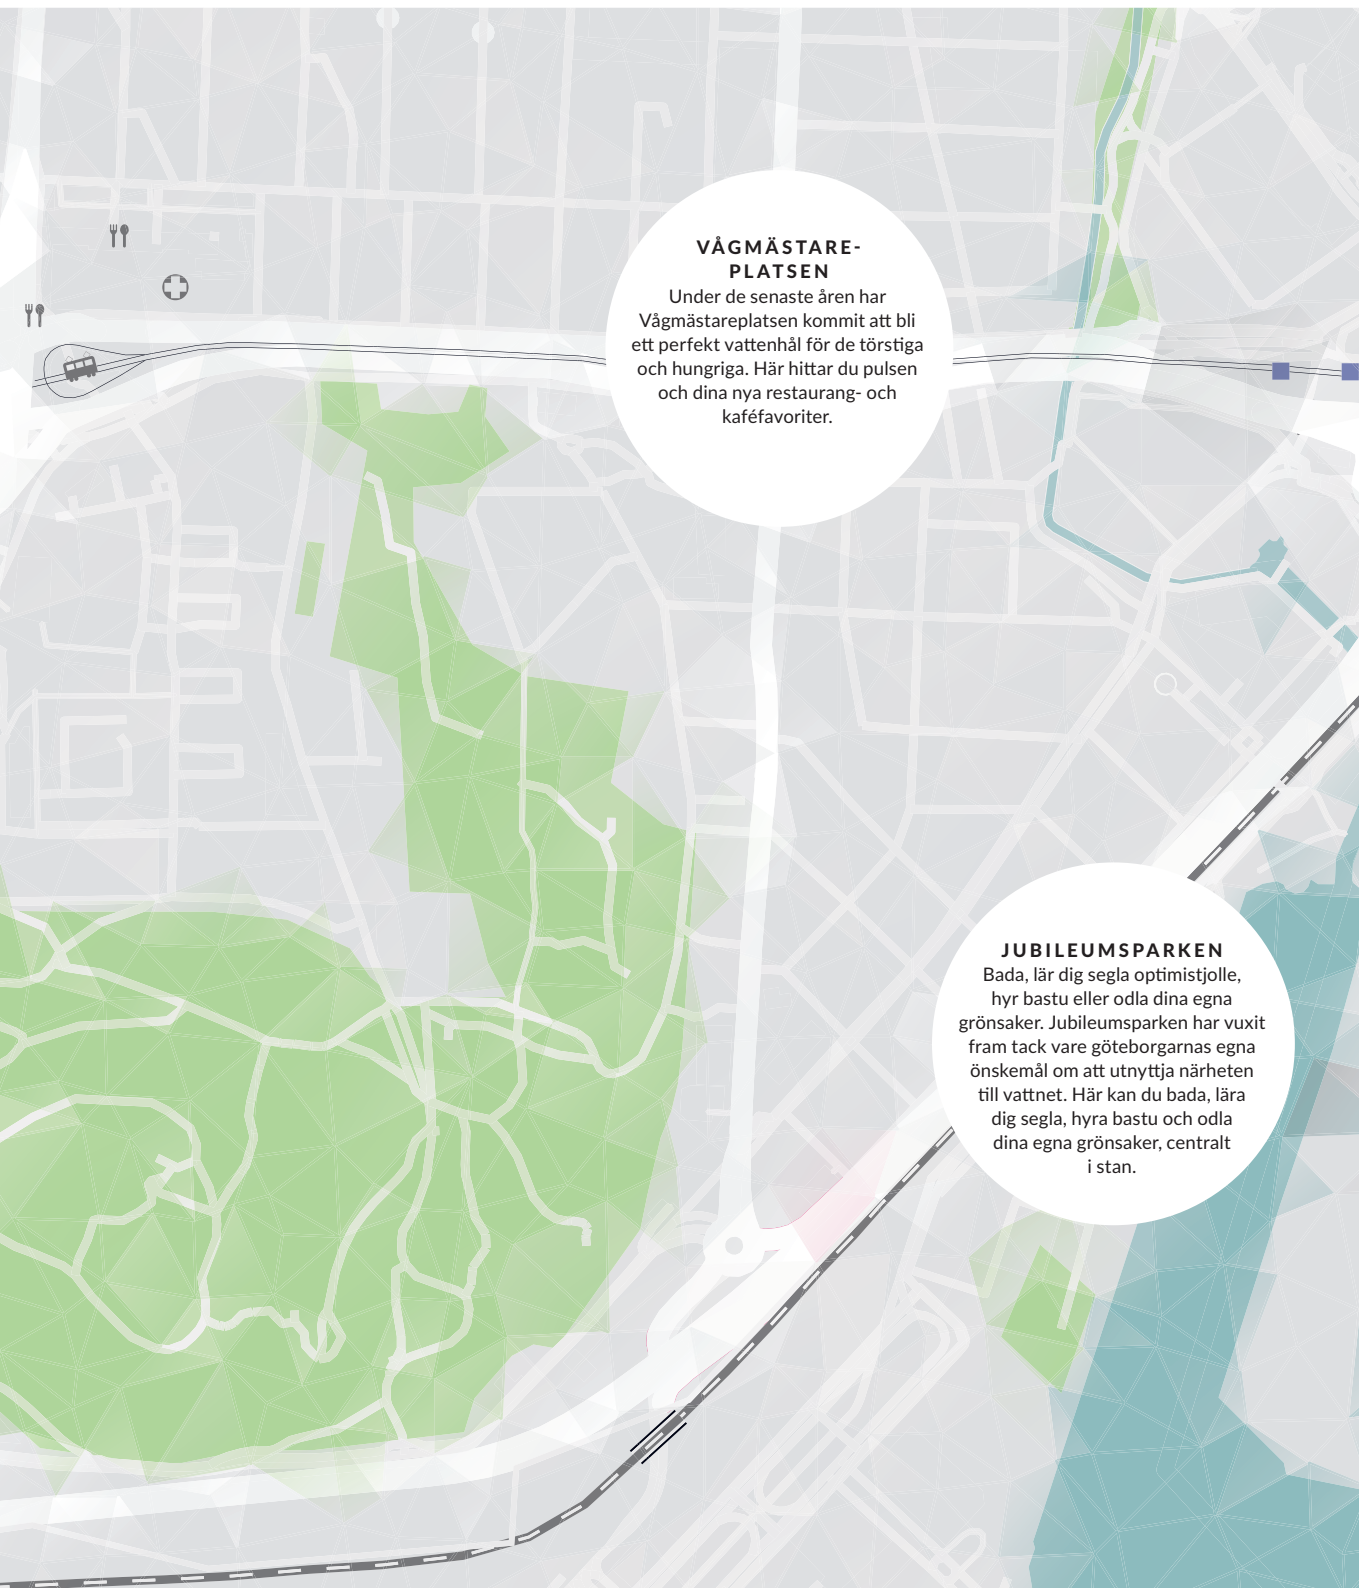 VÅGMÄSTARE-
PLATSEN
Under de senaste åren har
Vågmästareplatsen kommit att bli
ett perfekt vattenhål för de törstiga
och hungriga. Här hittar du pulsen
och dina nya restaurang- och
kaféfavoriter.
JUBILEUMSPARKEN
Bada, lär dig segla optimistjolle,
hyr bastu eller odla dina egna
grönsaker. Jubileumsparken har vuxit
fram tack vare göteborgarnas egna
önskemål om att utnyttja närheten
till vattnet. Här kan du bada, lära
dig segla, hyra bastu och odla
dina egna grönsaker, centralt
i stan.